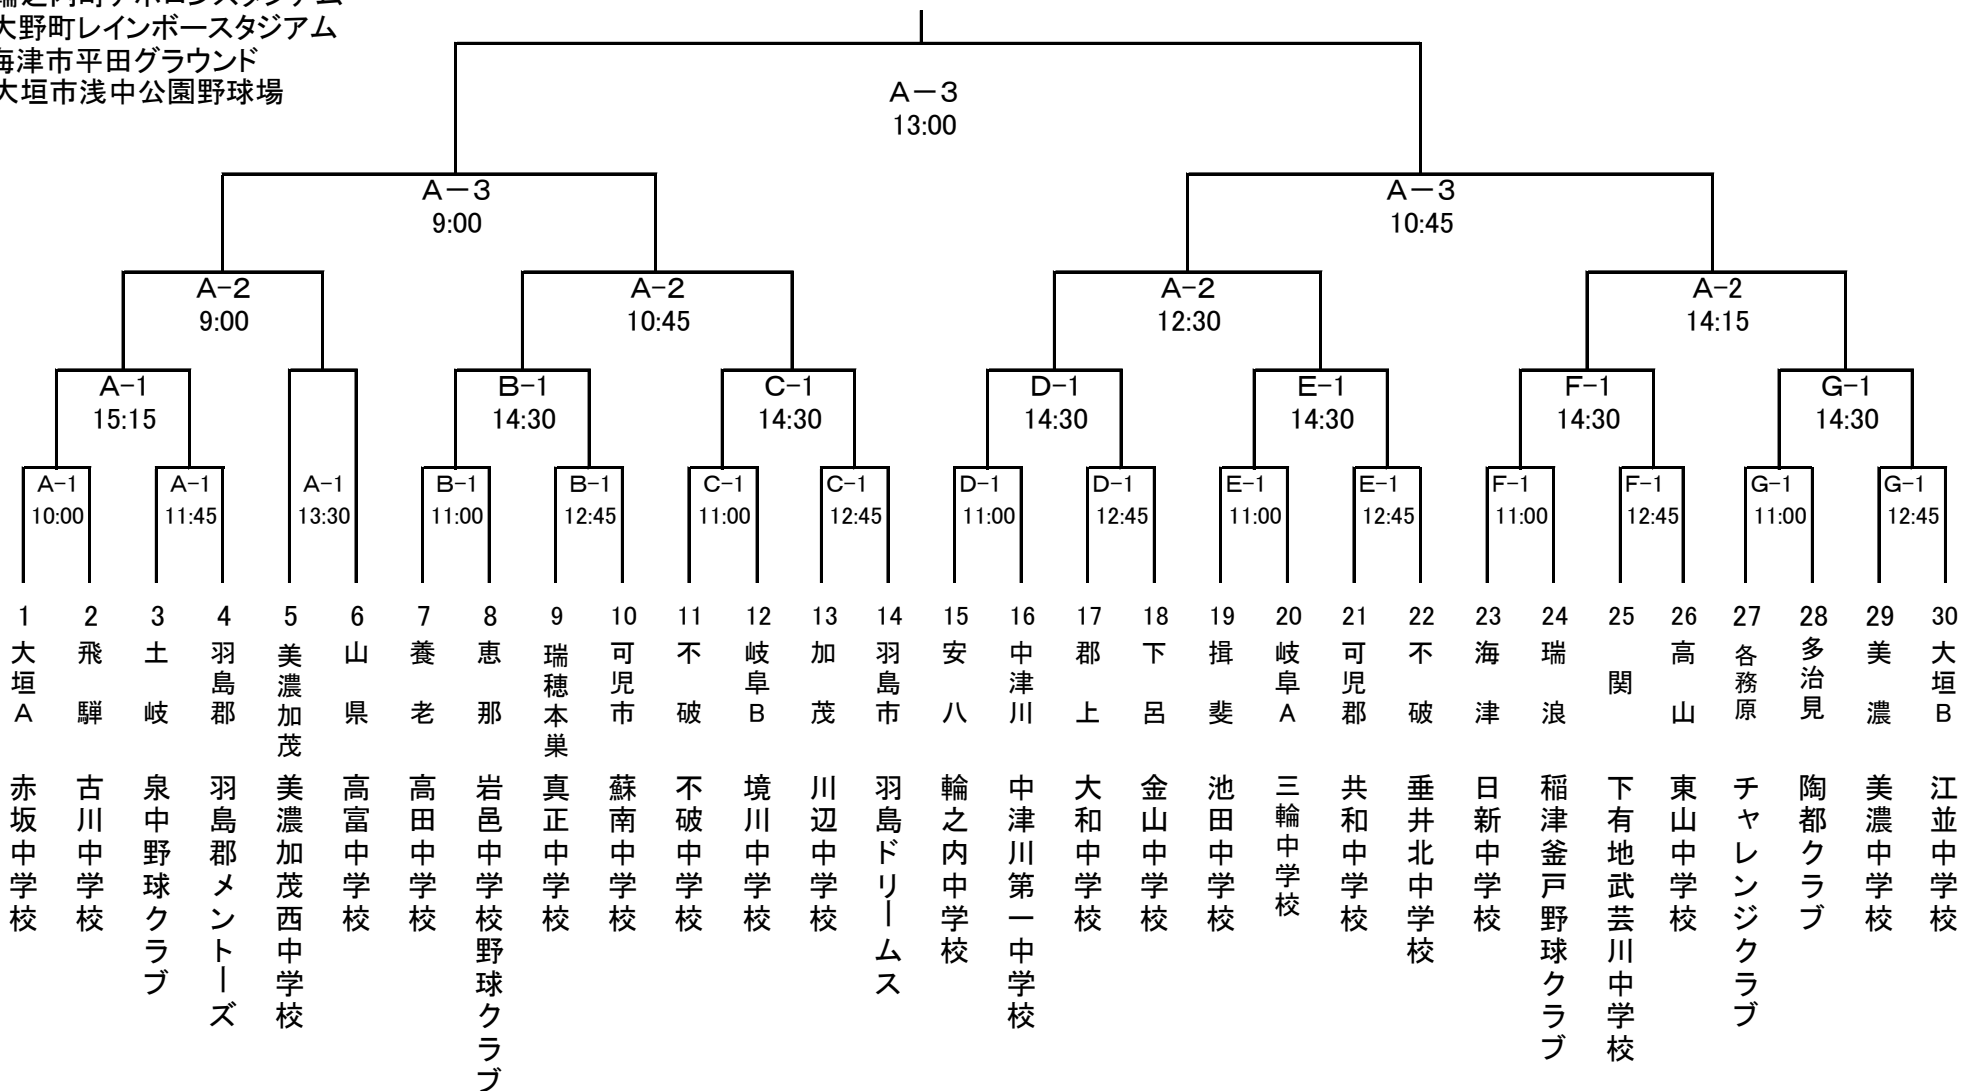 大野町レインボースタジアム
海津市平田グラウンド
大垣市浅中公園野球場
A－3
13:00
A－3
9:00
A－3
10:45
A-2
9:00
A-2
10:45
A-2
12:30
A-2
14:15
A-1
15:15
B-1
14:30
C-1
14:30
D-1
14:30
E-1
14:30
F-1
14:30
G-1
14:30
A-1
10:00
A-1
11:45
A-1
13:30
B-1
11:00
B-1
12:45
C-1
11:00
C-1
12:45
D-1
11:00
D-1
12:45
E-1
11:00
E-1
12:45
F-1
11:00
F-1
12:45
G-1
11:00
G-1
12:45
1
大垣A
赤坂中学校
2
飛騨
古川中学校
3
土岐
泉中野球クラブ
4
羽島郡
羽島郡メントーズ
5
美濃加茂
美濃加茂西中学校
6
山県
高富中学校
7
養老
高田中学校
8
恵那
岩邑中学校野球クラブ
9
瑞穂本巣
真正中学校
10
可児市
蘇南中学校
11
不破
不破中学校
12
岐阜B
境川中学校
13
加茂
川辺中学校
14
羽島市
羽島ドリームス
15
安八
輪之内中学校
16
中津川
中津川第一中学校
17
郡上
大和中学校
18
下呂
金山中学校
19
揖斐
池田中学校
20
岐阜A
三輪中学校
21
可児郡
共和中学校
22
不破
垂井北中学校
23
海津
日新中学校
24
瑞浪
稲津釜戸野球クラブ
25
関
下有地武芸川中学校
26
高山
東山中学校
27
各務原
チャレンジクラブ
28
多治見
陶都クラブ
29
美濃
美濃中学校
30
大垣B
江並中学校